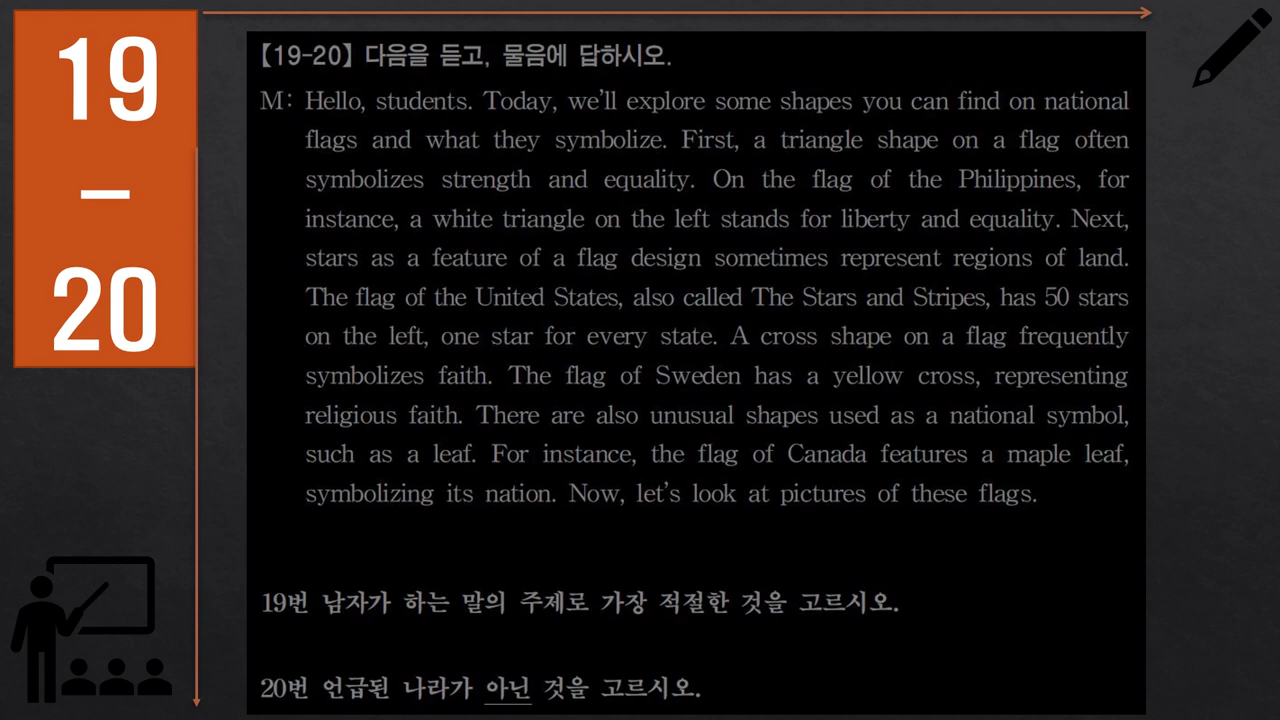 19
–
20
【19-20】 다음을 듣고, 물음에 답하시오.
M: Hello, students. Today, we'll explore some shapes you can find on national
flags and what they symbolize. First, a triangle shape on a flag often
symbolizes strength and equality. On the flag of the Philippines, for
instance, a white triangle on the left stands for liberty and equality. Next,
stars as a feature of a flag design sometimes represent regions of land.
The flag of the United States, also called The Stars and Stripes, has 50 stars
on the left, one star for every state. A cross shape on a flag frequently
symbolizes faith. The flag of Sweden has a yellow cross, representing
religious faith. There are also unusual shapes used as a national symbol,
such as a leaf. For instance, the flag of Canada features a maple leaf,
symbolizing its nation. Now, let's look at pictures of these flags.
19번 남자가 하는 말의 주제로 가장 적절한 것을 고르시오.
20번 언급된 나라가 아닌 것을 고르시오.